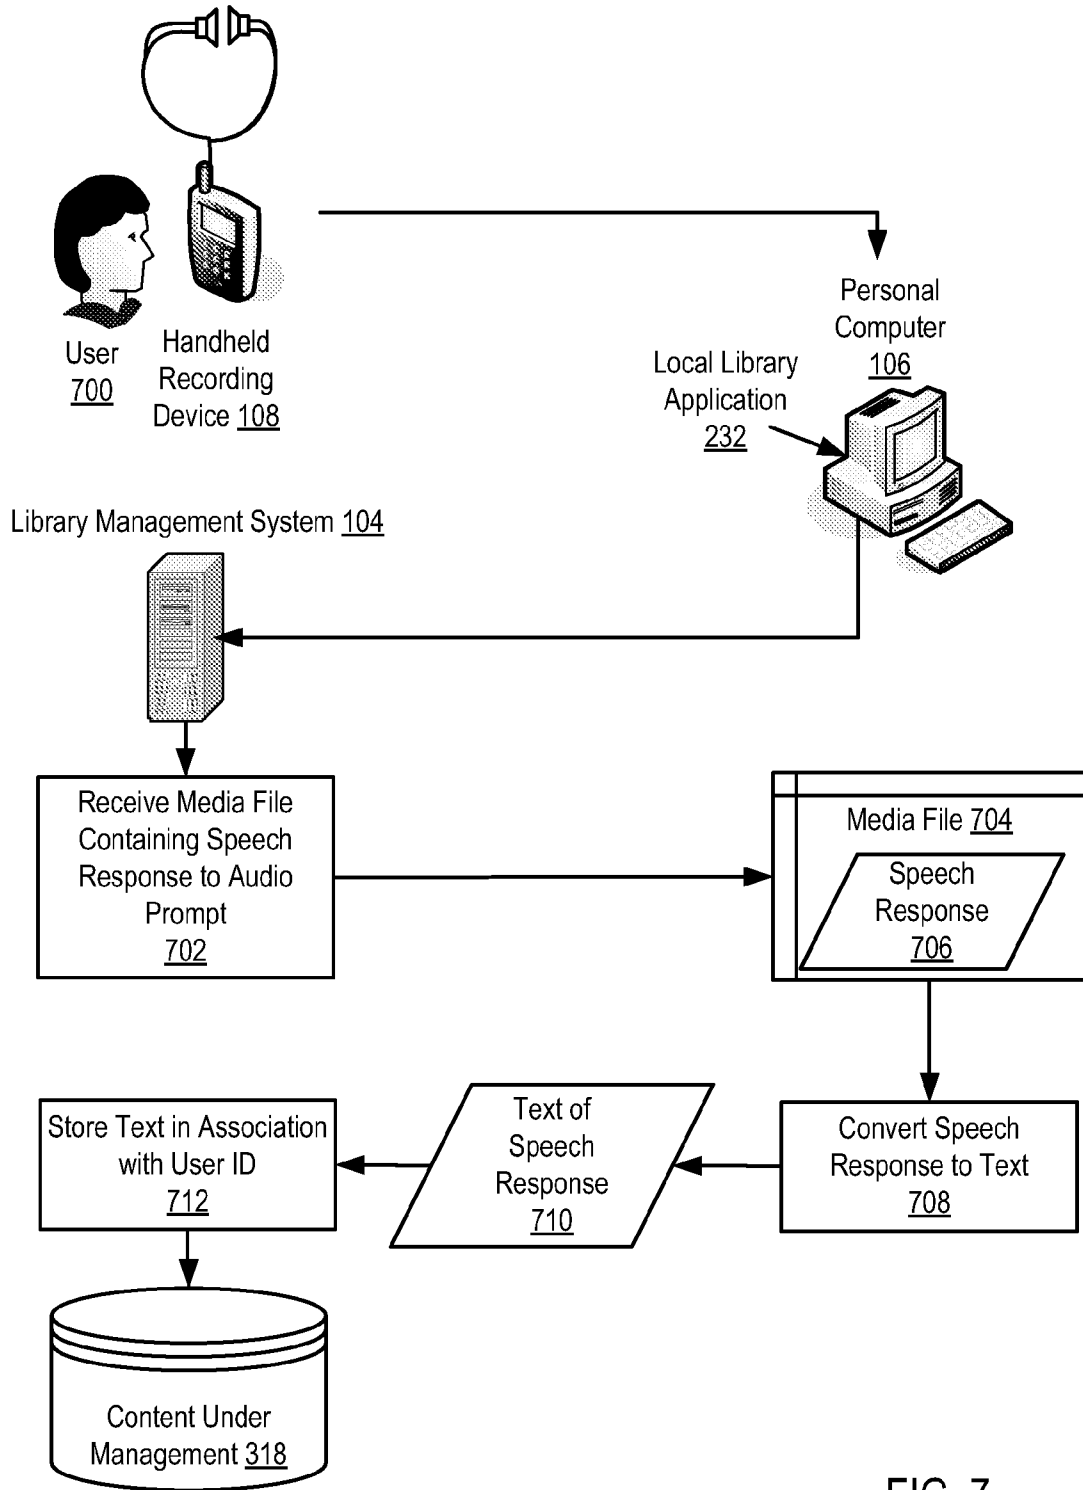 User
700
Handheld
Recording
Device 108
Personal
Computer
106
Local Library
Application
232
Library Management System 104
Receive Media File
Containing Speech
Response to Audio
Prompt
702
Media File 704
Speech
Response
706
Convert Speech
Response to Text
708
Text of
Speech
Response
710
Store Text in Association
with User ID
712
Content Under
Management 318
FIG. 7